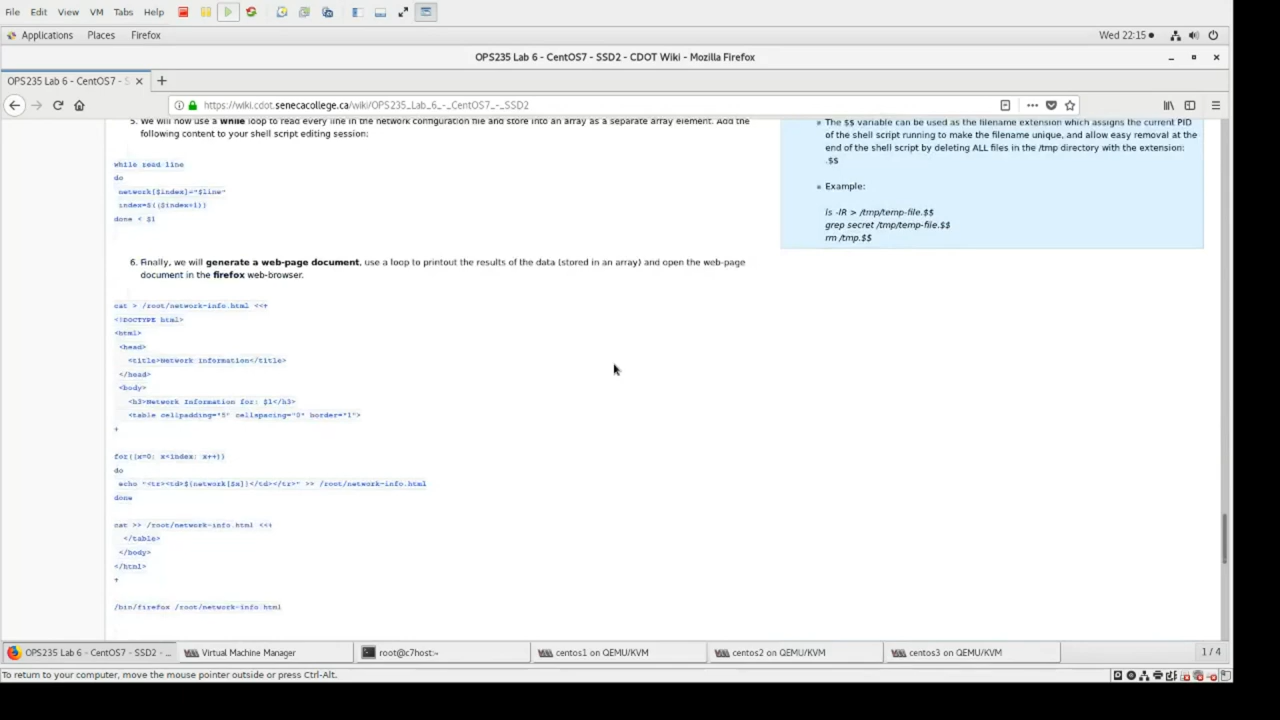 File Edit View VM Tabs Help
Applications Places Firefox Wed 22:15
OPS235 Lab 6 - CentOS7 - SSD2 - CDOT Wiki - Mozilla Firefox
OPS235 Lab 6 - CentOS7 - S
https://wiki.cdot.senecacollege.ca/wiki/OPS235_Lab_6_-_CentOS7_-_SSD2
5. We will now use a while loop to read every line in the network configuration file and store into an array as a separate array element. Add the
following content to your shell script editing session:
while read line
do
network[$index]="$line"
index=$(($index+1))
done < $1
6. Finally, we will generate a web-page document, use a loop to printout the results of the data (stored in an array) and open the web-page
document in the firefox web-browser.
cat > /root/network-info.html <<+
<!DOCTYPE html>
<html>
<head>
<title>Network Information</title>
</head>
<body>
<h3>Network Information for: $1</h3>
<table cellpadding="5" cellspacing="0" border="1">
+
for((x=0; x<index; x++))
do
echo "<tr><td>${network[$x]}</td></tr>" >> /root/network-info.html
done
cat >> /root/network-info.html <<+
</table>
</body>
</html>
+
/bin/firefox /root/network-info.html
The $$ variable can be used as the filename extension which assigns the current PID
of the shell script running to make the filename unique, and allow easy removal at the
end of the shell script by deleting ALL files in the /tmp directory with the extension:
.$$
Example:
ls -lR > /tmp/temp-file.$$
grep secret /tmp/temp-file.$$
rm /tmp.$$
OPS235 Lab 6 - CentOS7 - SSD2 - ... Virtual Machine Manager root@c7host:~ centos1 on QEMU/KVM centos2 on QEMU/KVM centos3 on QEMU/KVM 1 / 4
To return to your computer, move the mouse pointer outside or press Ctrl-Alt.